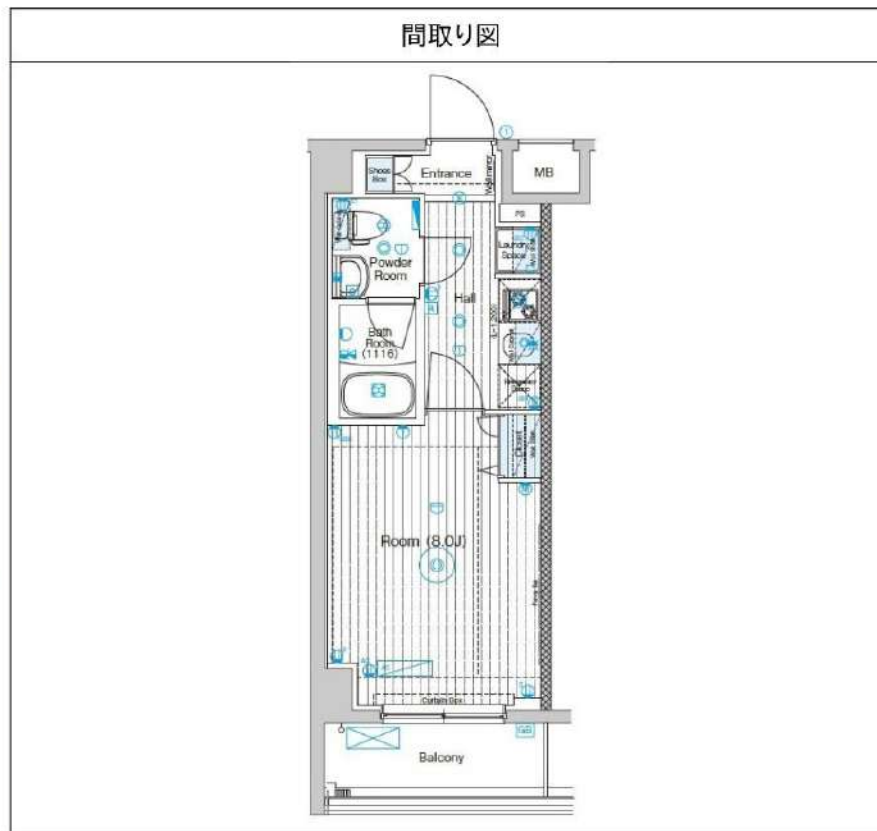 間取り図
Entrance
Shoes
Box
MB
PS
Laundry
Space
Powder
Room
Hall
Bath
Room
(1116)
Closet
Room (8.0J)
Curtain Box
Balcony